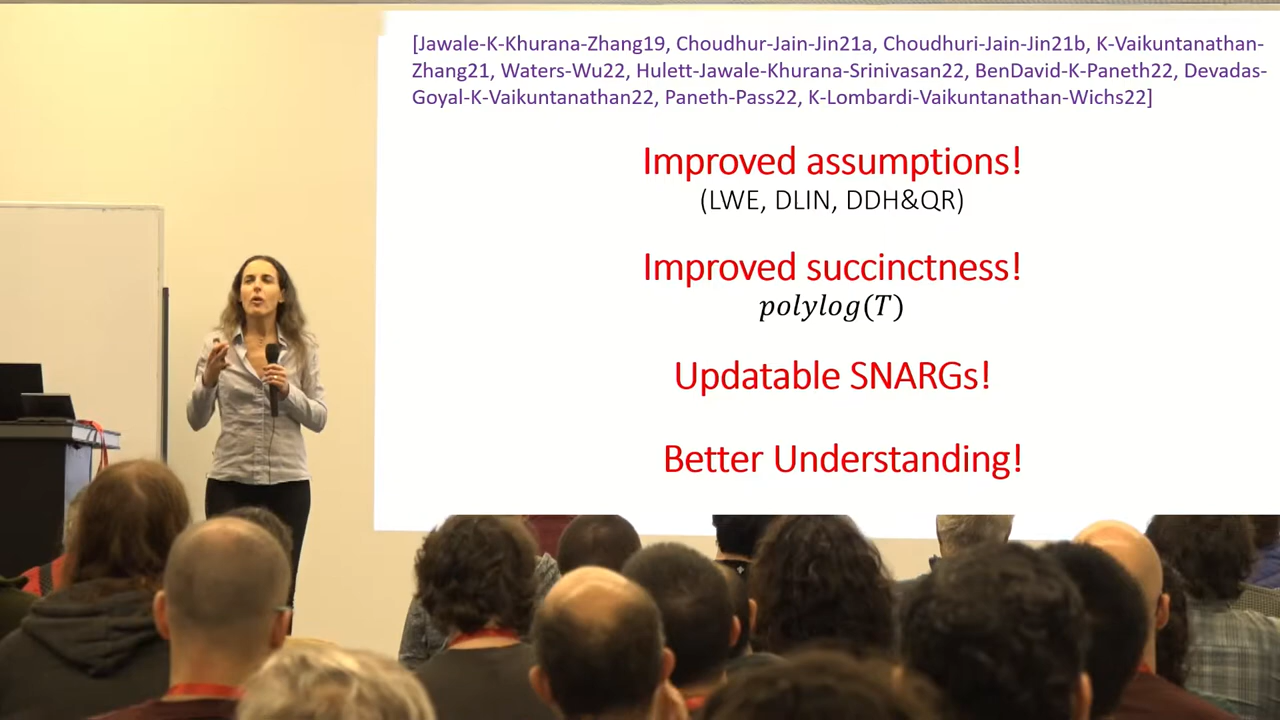 [Jawale-K-Khurana-Zhang19, Choudhur-Jain-Jin21a, Choudhuri-Jain-Jin21b, K-Vaikuntanathan-
Zhang21, Waters-Wu22, Hulett-Jawale-Khurana-Srinivasan22, BenDavid-K-Paneth22, Devadas-
Goyal-K-Vaikuntanathan22, Paneth-Pass22, K-Lombardi-Vaikuntanathan-Wichs22]
Improved assumptions!
(LWE, DLIN, DDH&QR)
Improved succinctness!
polylog(T)
Updatable SNARGs!
Better Understanding!